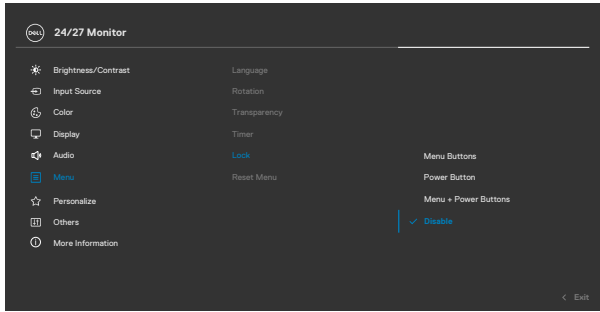 DELL 24/27 Monitor
Brightness/Contrast Language
Input Source Rotation
Color Transparency
Display Timer
Audio Lock Menu Buttons
Menu Reset Menu Power Button
Personalize Menu + Power Buttons
Others Disable
More Information
Exit